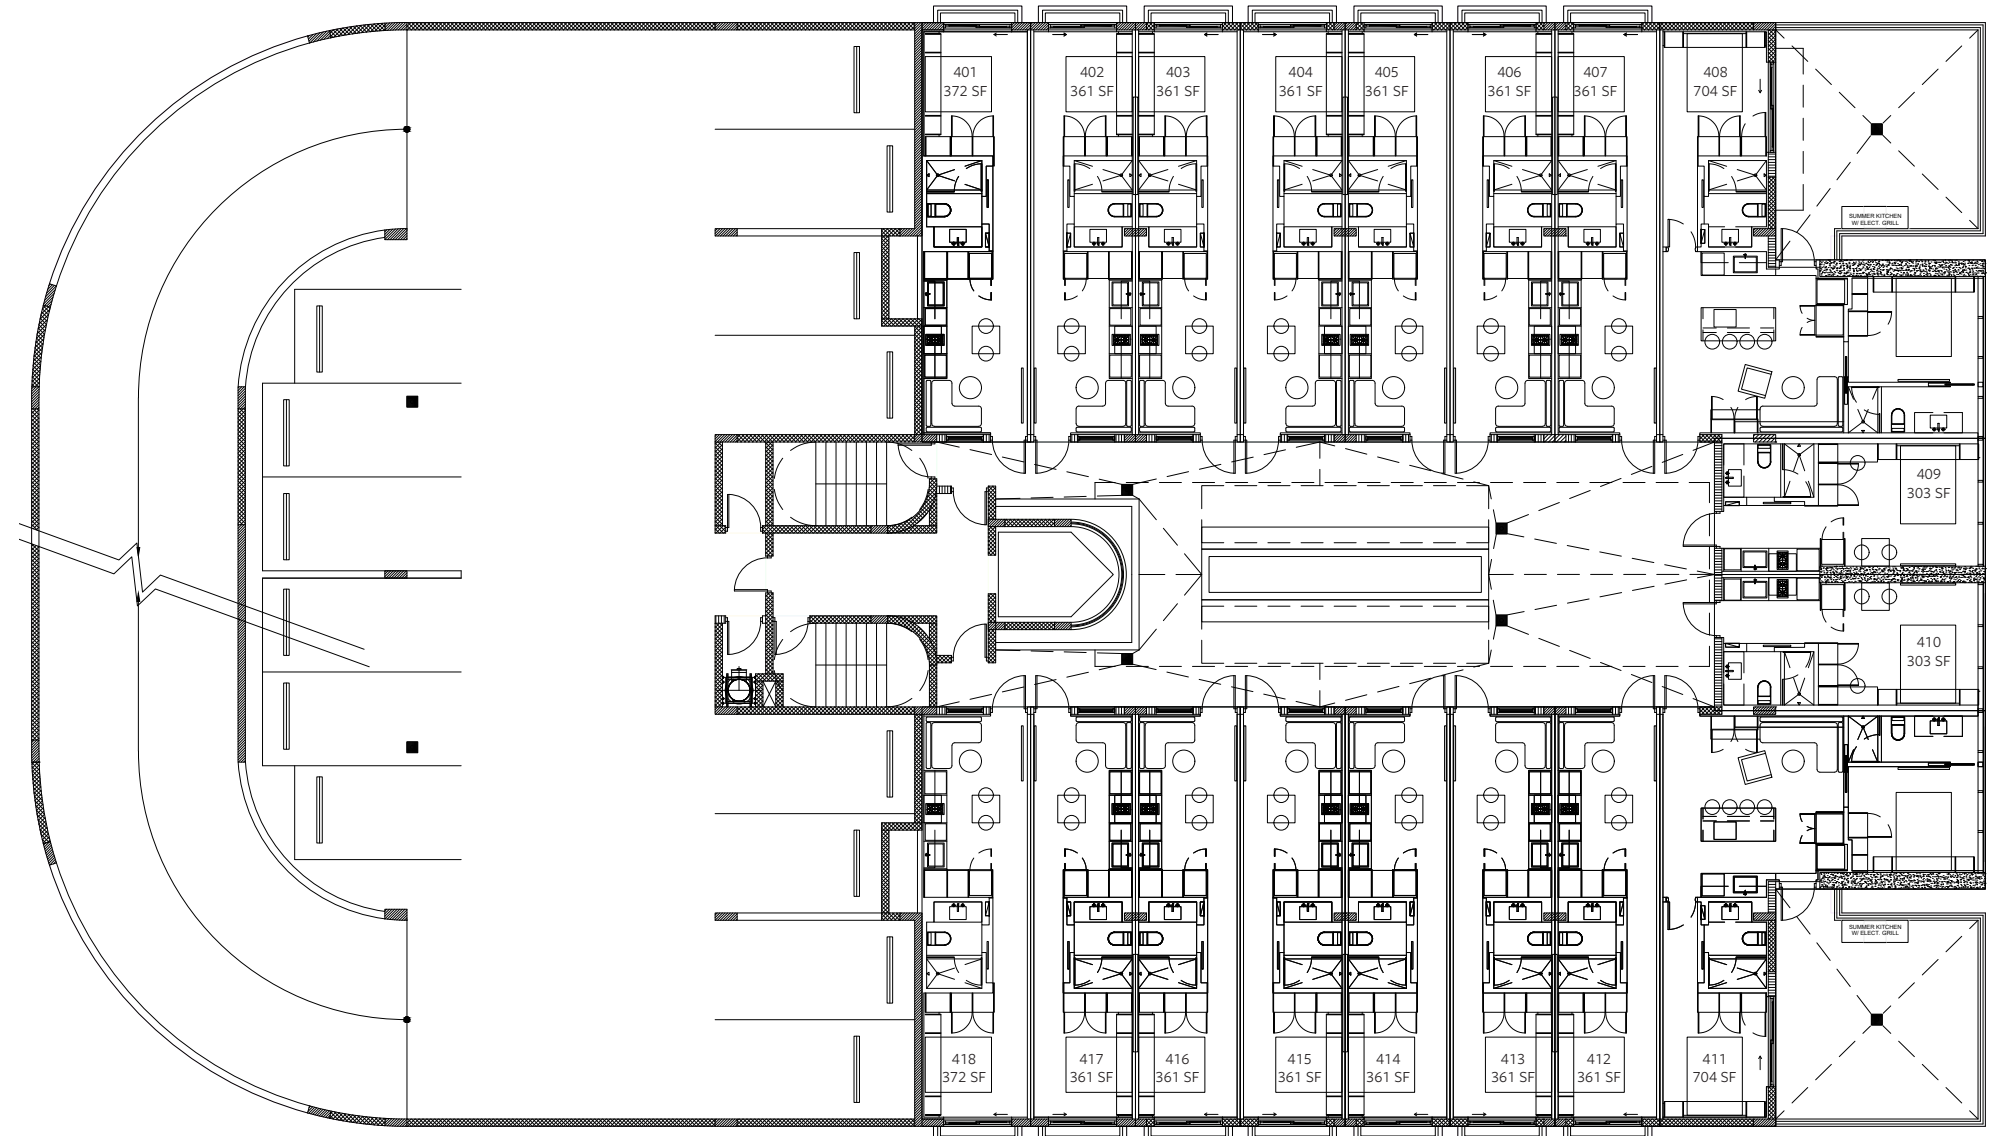 401
372 SF
402
361 SF
403
361 SF
404
361 SF
405
361 SF
406
361 SF
407
361 SF
408
704 SF
SUMMER KITCHEN
W/ ELECT. GRILL
409
303 SF
410
303 SF
SUMMER KITCHEN
W/ ELECT. GRILL
418
372 SF
417
361 SF
416
361 SF
415
361 SF
414
361 SF
413
361 SF
412
361 SF
411
704 SF